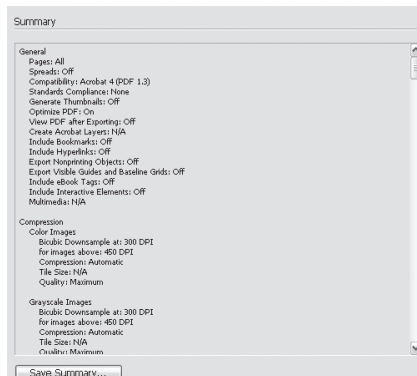 Summary
General
Pages: All
Spreads: Off
Compatibility: Acrobat 4 (PDF 1.3)
Standards Compliance: None
Generate Thumbnails: Off
Optimize PDF: On
View PDF after Exporting: Off
Create Acrobat Layers: N/A
Include Bookmarks: Off
Include Hyperlinks: Off
Export Nonprinting Objects: Off
Export Visible Guides and Baseline Grids: Off
Include eBook Tags: Off
Include Interactive Elements: Off
Multimedia: N/A
Compression
Color Images
Bicubic Downsample at: 300 DPI
for images above: 450 DPI
Compression: Automatic
Tile Size: N/A
Quality: Maximum
Grayscale Images
Bicubic Downsample at: 300 DPI
for images above: 450 DPI
Compression: Automatic
Tile Size: N/A
Quality: Maximum
Save Summary...